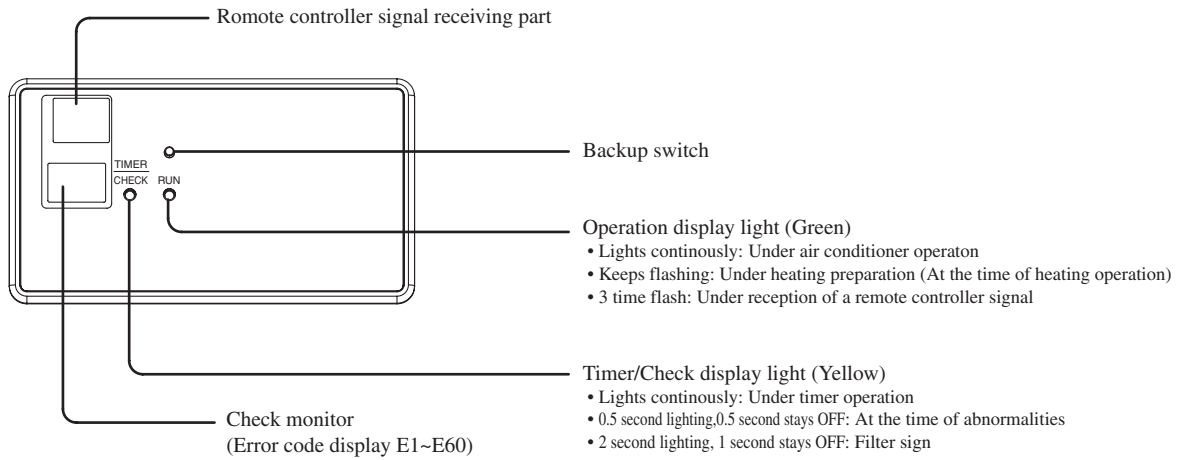 Romote controller signal receiving part
TIMER
CHECK
RUN
Backup switch
Operation display light (Green)
• Lights continously: Under air conditioner operaton
• Keeps flashing: Under heating preparation (At the time of heating operation)
• 3 time flash: Under reception of a remote controller signal
Timer/Check display light (Yellow)
• Lights continously: Under timer operation
• 0.5 second lighting,0.5 second stays OFF: At the time of abnormalities
• 2 second lighting, 1 second stays OFF: Filter sign
Check monitor
(Error code display E1~E60)